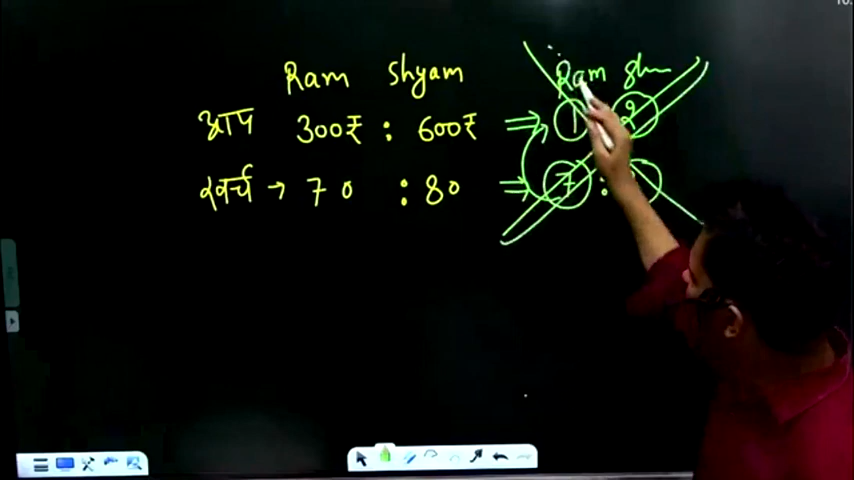 Ram Shyam Ram
आय 300₹ : 600₹ ⇒ 1 2
खर्च → 70 : 80 ⇒ 7 :